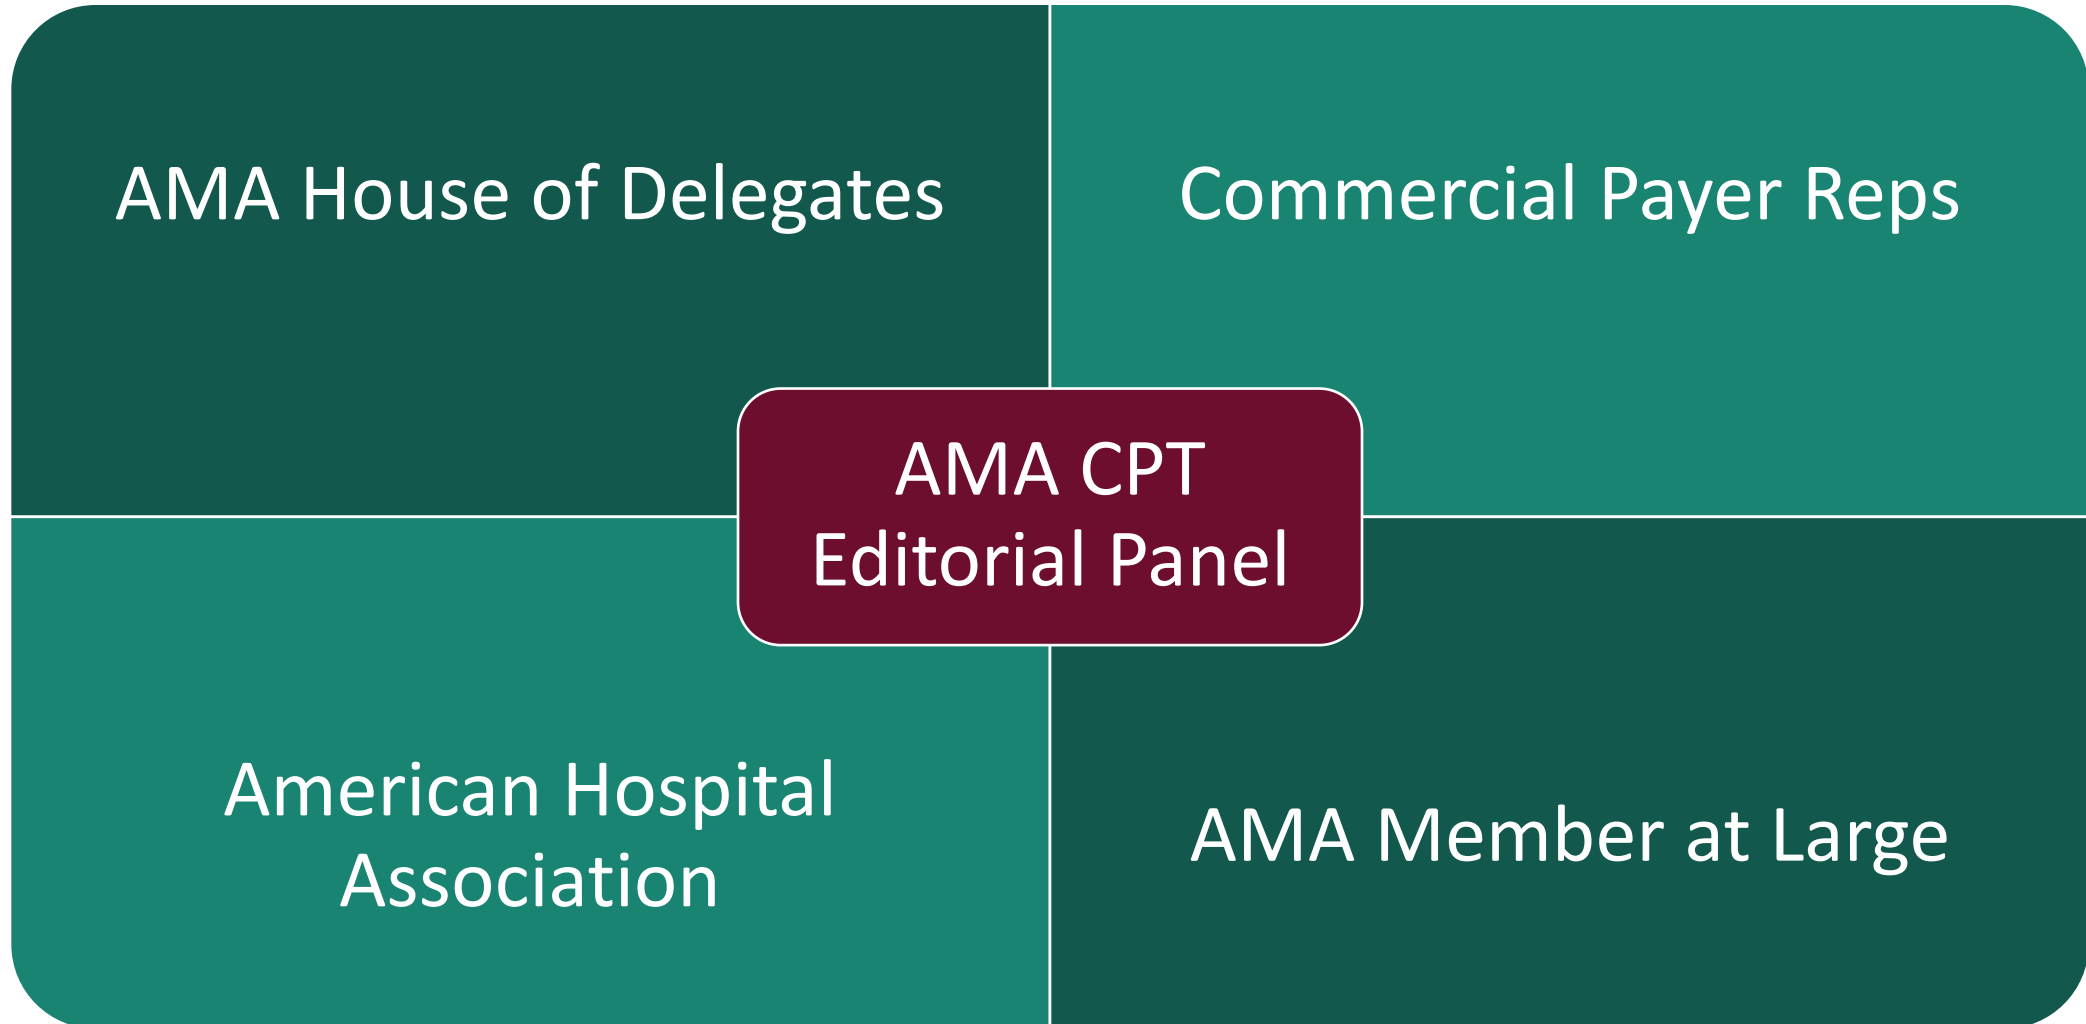 AMA House of Delegates
Commercial Payer Reps
AMA CPT
Editorial Panel
American Hospital
Association
AMA Member at Large